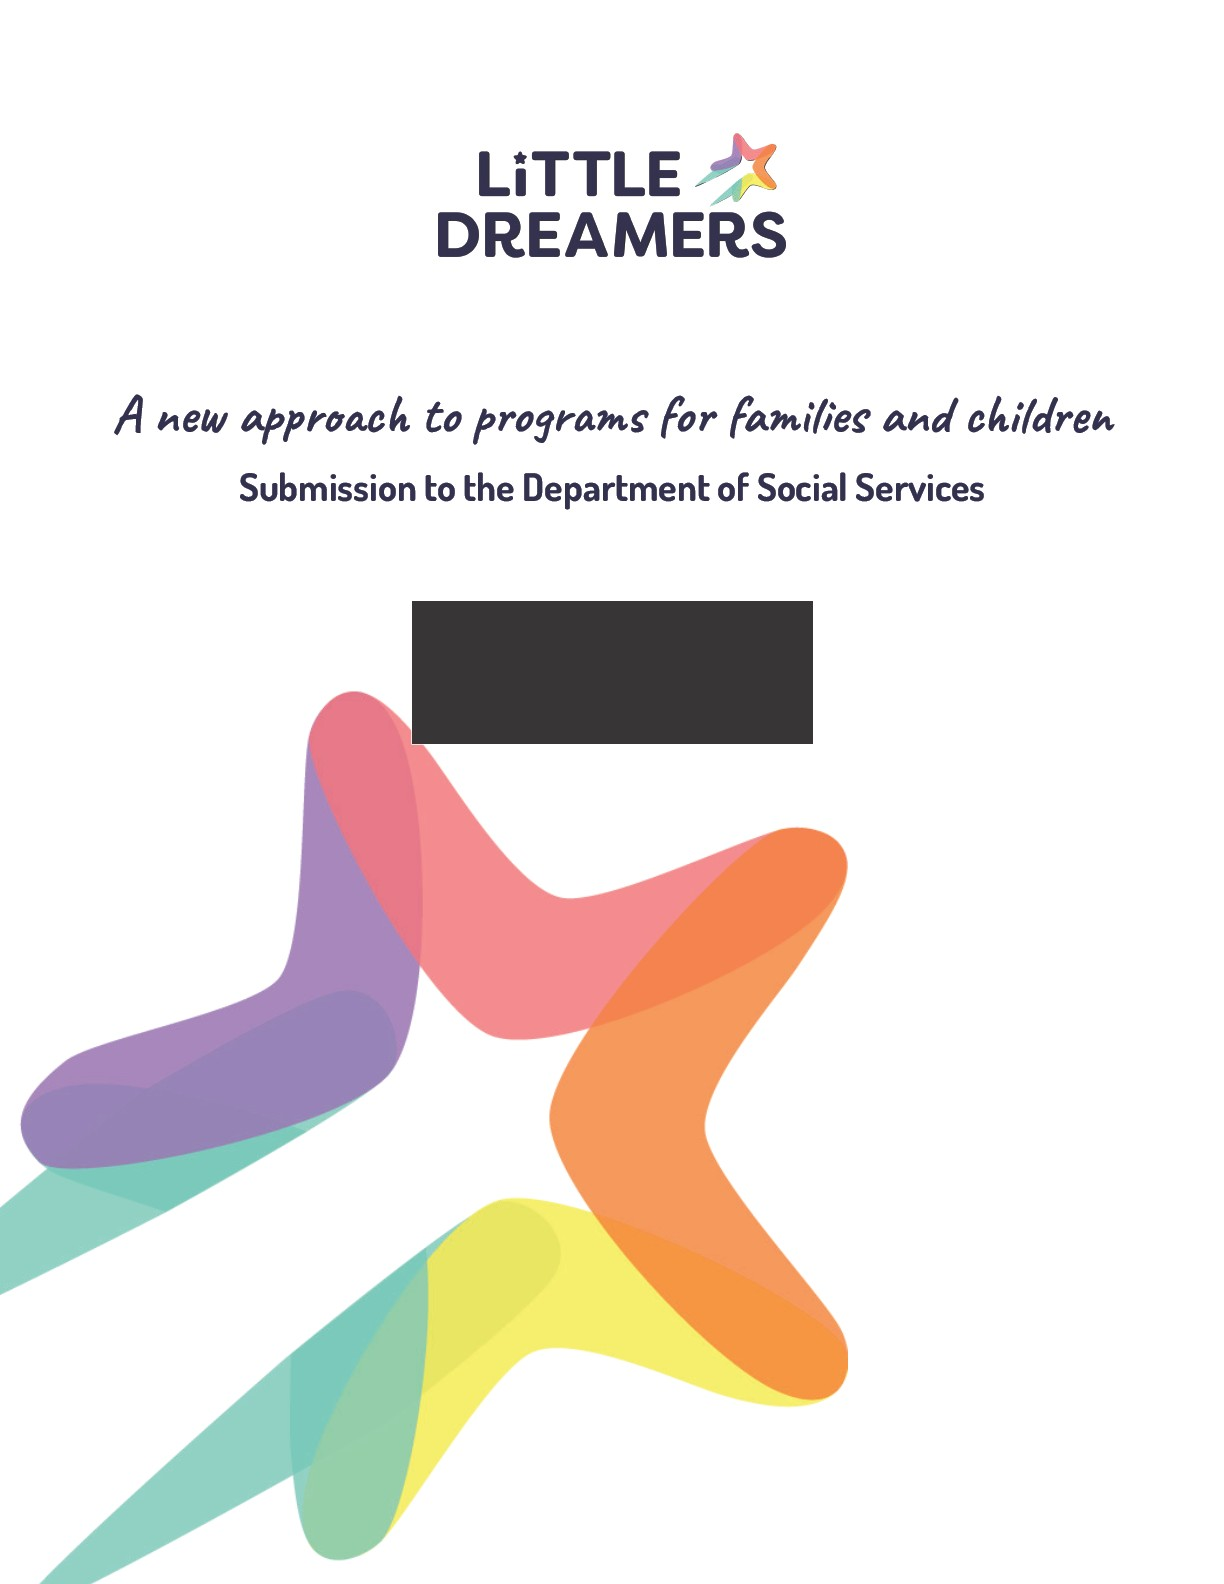 LiTTLE
DREAMERS
A new approach to programs for families and children
Submission to the Department of Social Services